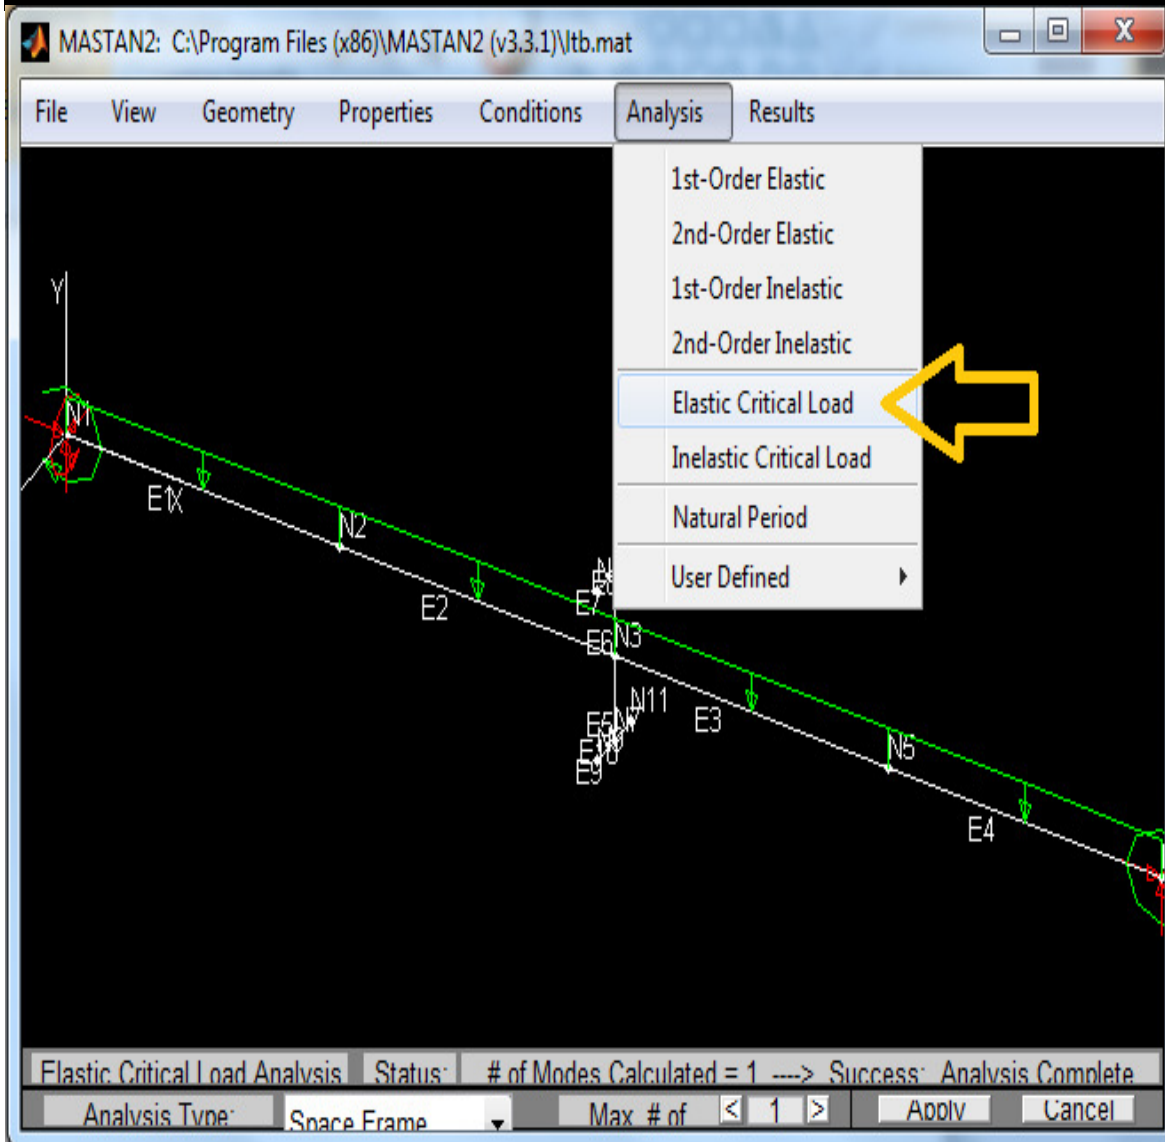 MASTAN2: C:\Program Files (x86)\MASTAN2 (v3.3.1)\ltb.mat
File View Geometry Properties Conditions Analysis Results
1st-Order Elastic
2nd-Order Elastic
1st-Order Inelastic
2nd-Order Inelastic
Elastic Critical Load
Inelastic Critical Load
Natural Period
User Defined
Y
N1
E1
X
N2
E2
E7
E6
N3
N11
E3
E5
E9
N5
E4
Elastic Critical Load Analysis Status: # of Modes Calculated = 1 ----> Success: Analysis Complete
Analysis Type: Space Frame Max. # of < 1 > Apply Cancel